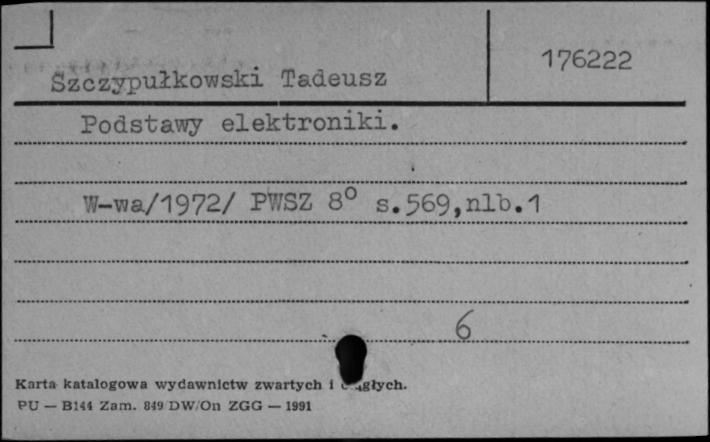 176222
Szczypułkowski Tadeusz
Podstawy elektroniki.
W-wa/1972/ PWSZ 8° s.569,nlb.1
6
Karta katalogowa wydawnictw zwartych i
PU — B144 Zam. 849 DW/On ZGG — 1991